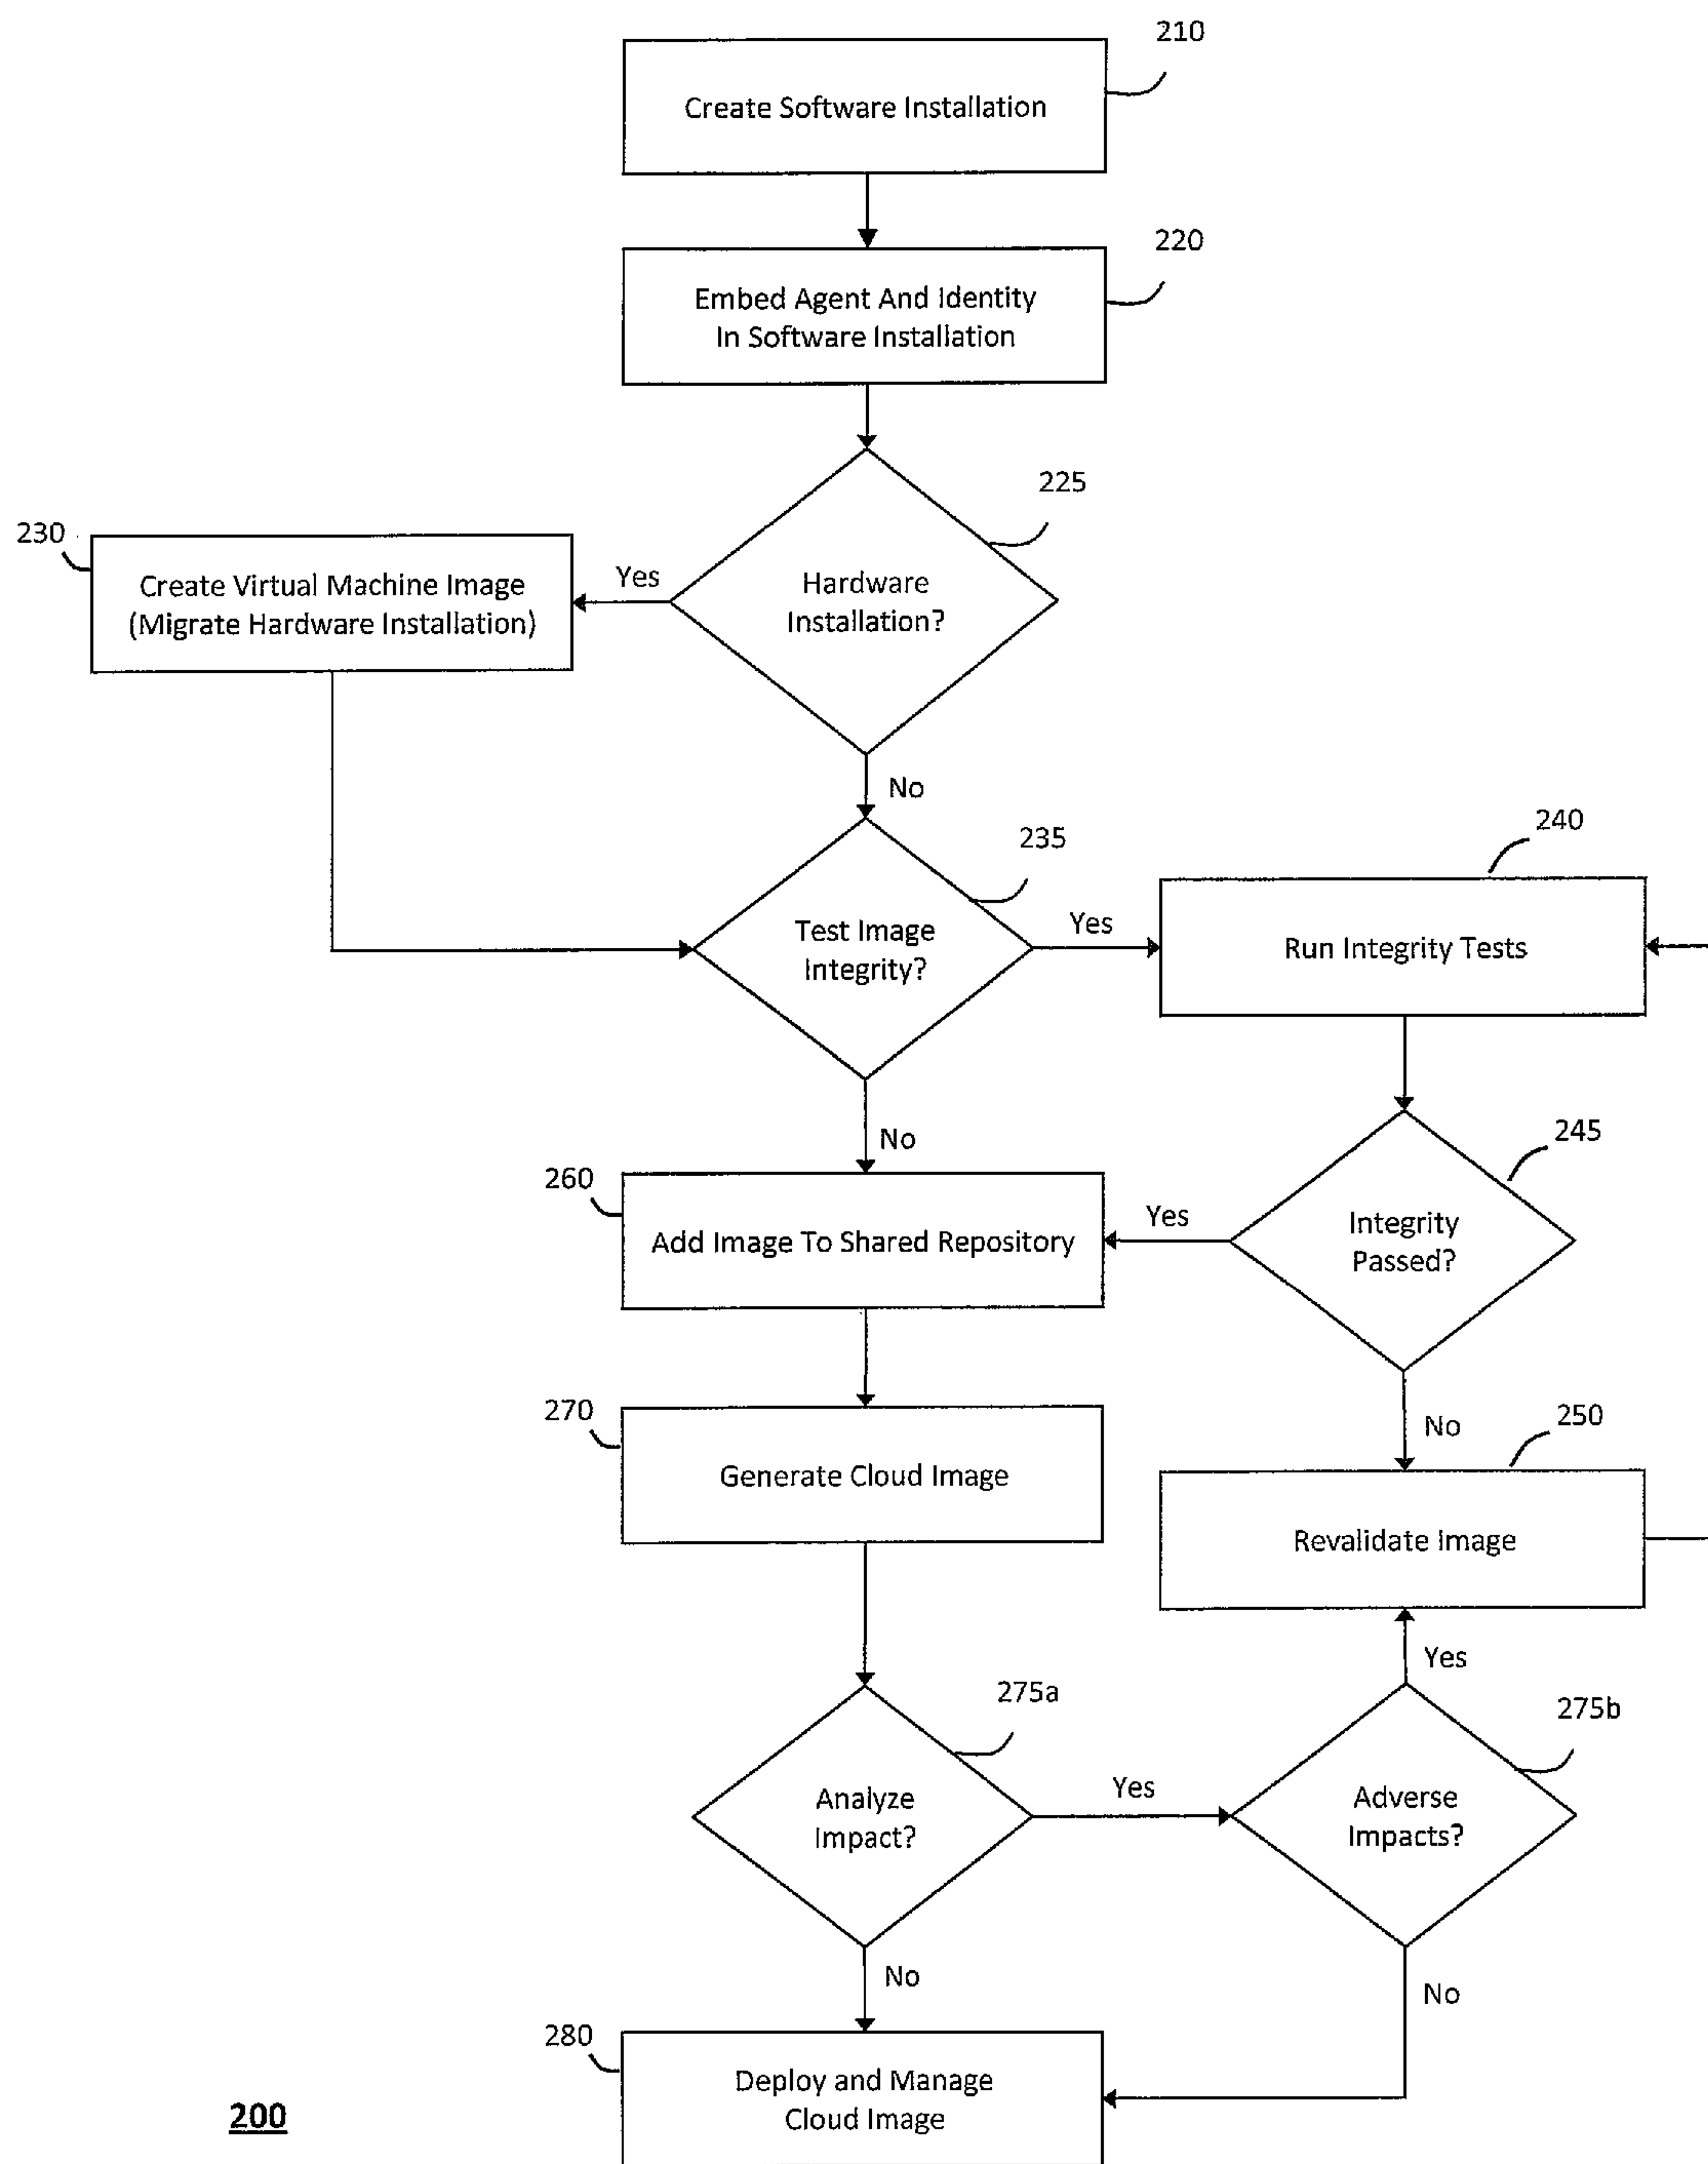 210
Create Software Installation
220
Embed Agent And Identity
In Software Installation
225
Hardware
Installation?
230
Yes
Create Virtual Machine Image
(Migrate Hardware Installation)
No
235
240
Test Image
Integrity?
Yes
Run Integrity Tests
No
245
260
Yes
Integrity
Passed?
Add Image To Shared Repository
270
No
250
Generate Cloud Image
Revalidate Image
Yes
275a
275b
Analyze
Impact?
Yes
Adverse
Impacts?
No
No
280
Deploy and Manage
Cloud Image
200